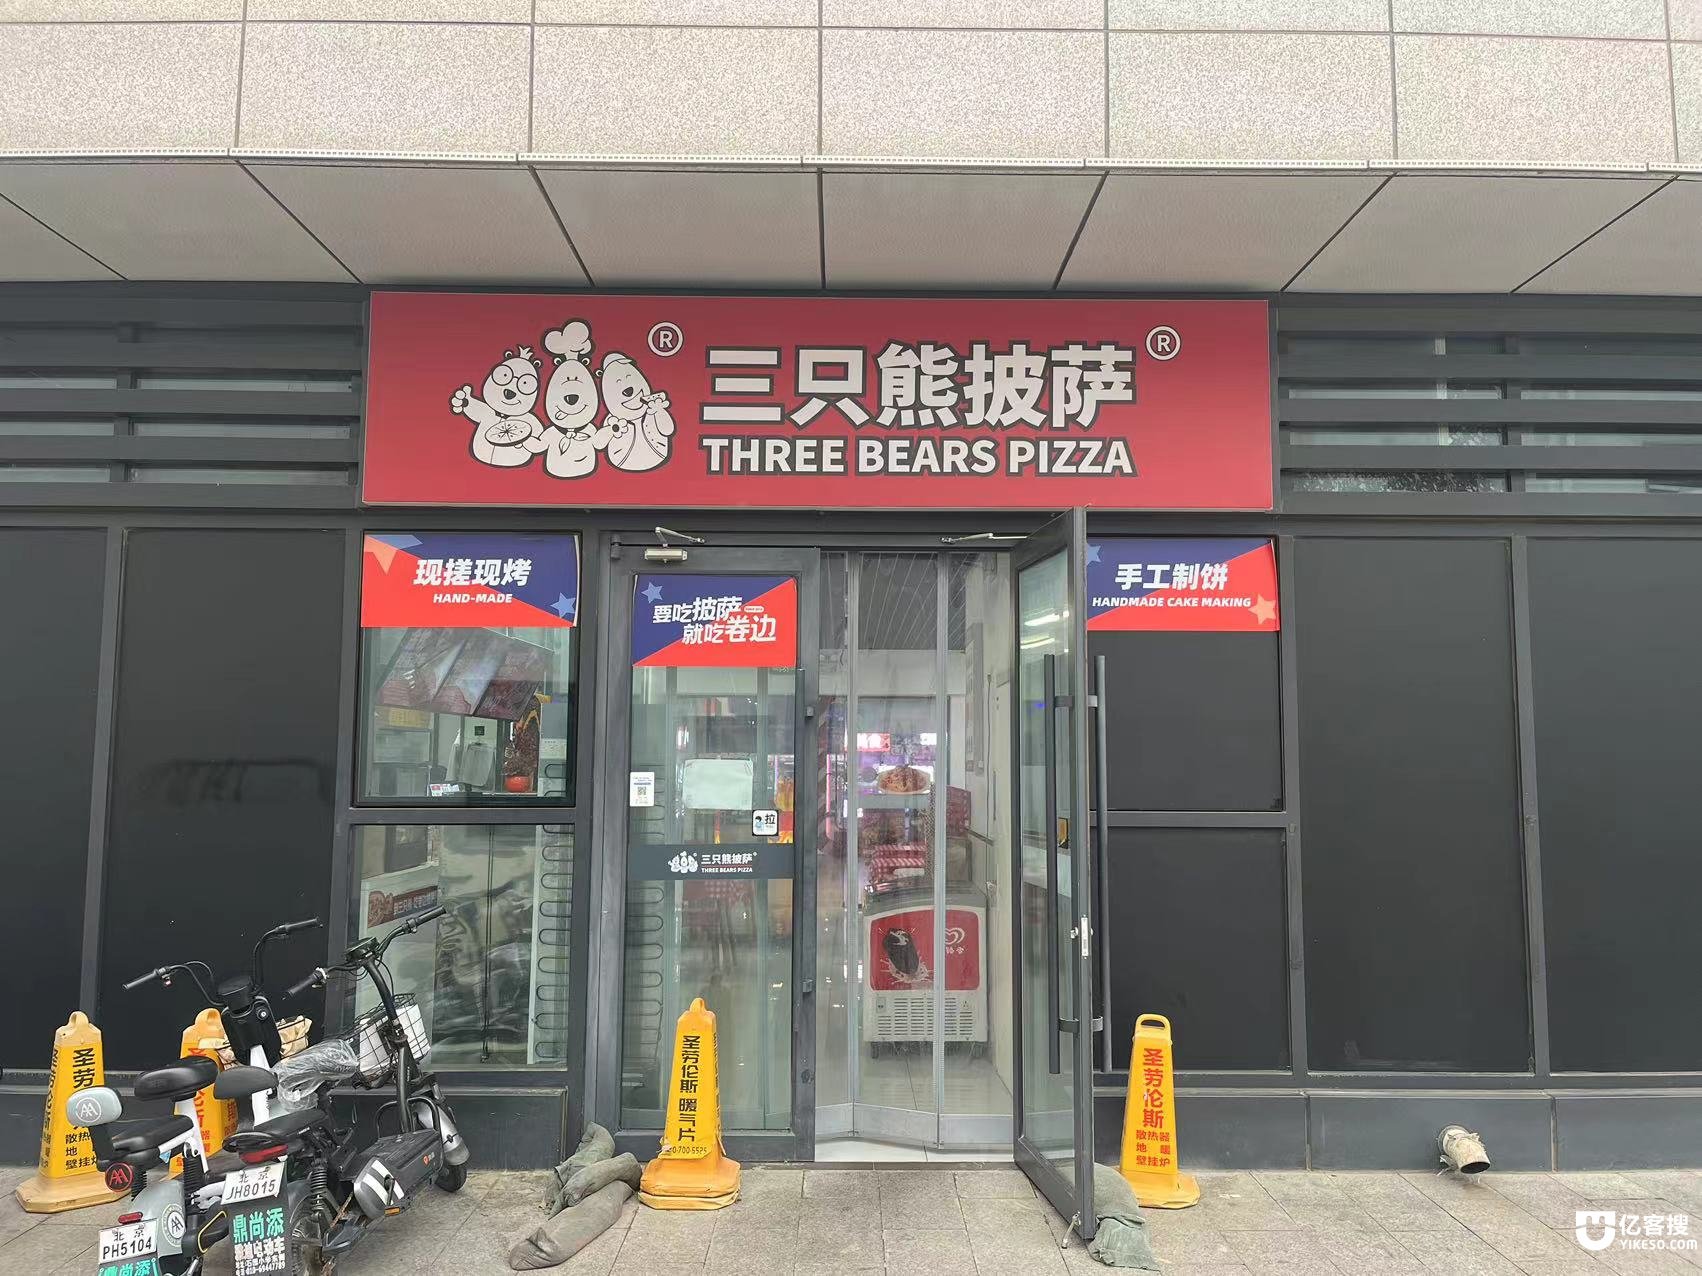 三只熊披萨
THREE BEARS PIZZA
现搓现烤
HAND-MADE
要吃披萨
就吃卷边
手工制饼
HANDMADE CAKE MAKING
拉
三只熊披萨
THREE BEARS PIZZA
圣劳
散热
地
壁挂炉
圣劳伦斯 暖气片
圣劳伦斯
散热器
地暖
壁挂炉
北京
JH8015
鼎尚添
北京
PH5104
鼎尚添
亿客搜
YIKESO.COM